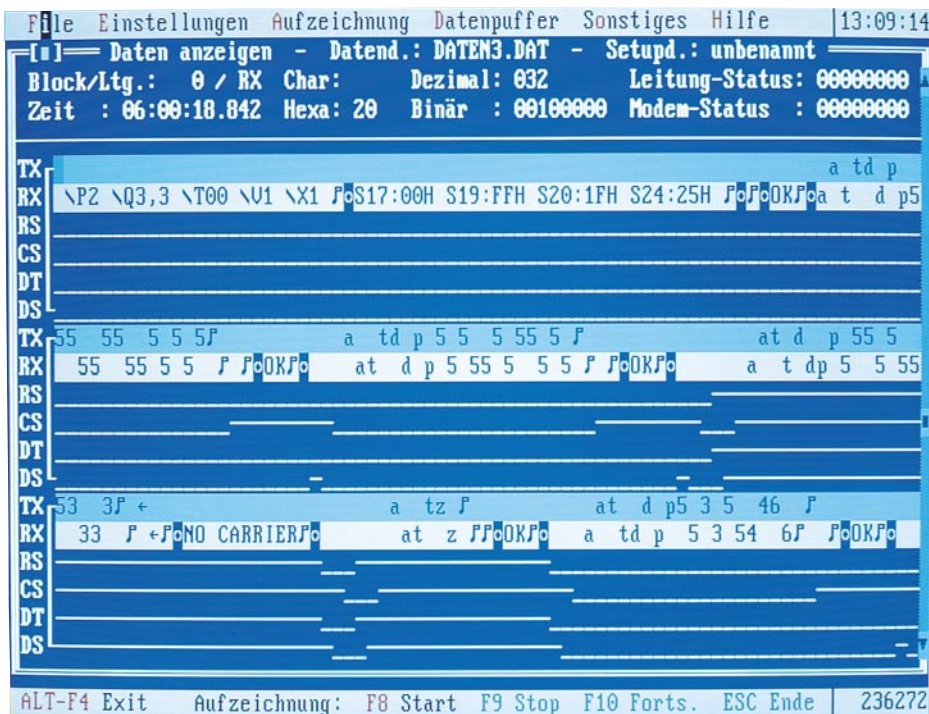 File Einstellungen Aufzeichnung Datenpuffer Sonstiges Hilfe 13:09:14
[■] Daten anzeigen - Datend.: DATEN3.DAT - Setupd.: unbenannt
Block/Ltg.: 0 / RX Char: Dezimal: 032 Leitung-Status: 00000000
Zeit : 06:00:18.842 Hexa: 20 Binär : 00100000 Modem-Status : 00000000
TX a td p
RX \P2 \Q3,3 \T00 \V1 \X1 ♪◘S17:00H S19:FFH S20:1FH S24:25H ♪◘♪◘OK♪◘a t d p5
RS
CS
DT
DS
TX 55 55 5 5 5♪ a td p 5 5 5 55 5 ♪ at d p 55 5
RX 55 55 5 5 ♪ ♪◘OK♪◘ at d p 5 55 5 5 5 ♪ ♪◘OK♪◘ a t dp 5 5 55
RS
CS
DT
DS
TX 53 3♪ ← a tz ♪ at d p5 3 5 46 ♪
RX 33 ♪ ←♪◘NO CARRIER♪◘ at z ♪♪◘OK♪◘ a td p 5 3 54 6♪ ♪◘OK♪◘
RS
CS
DT
DS
ALT-F4 Exit Aufzeichnung: F8 Start F9 Stop F10 Forts. ESC Ende 236272